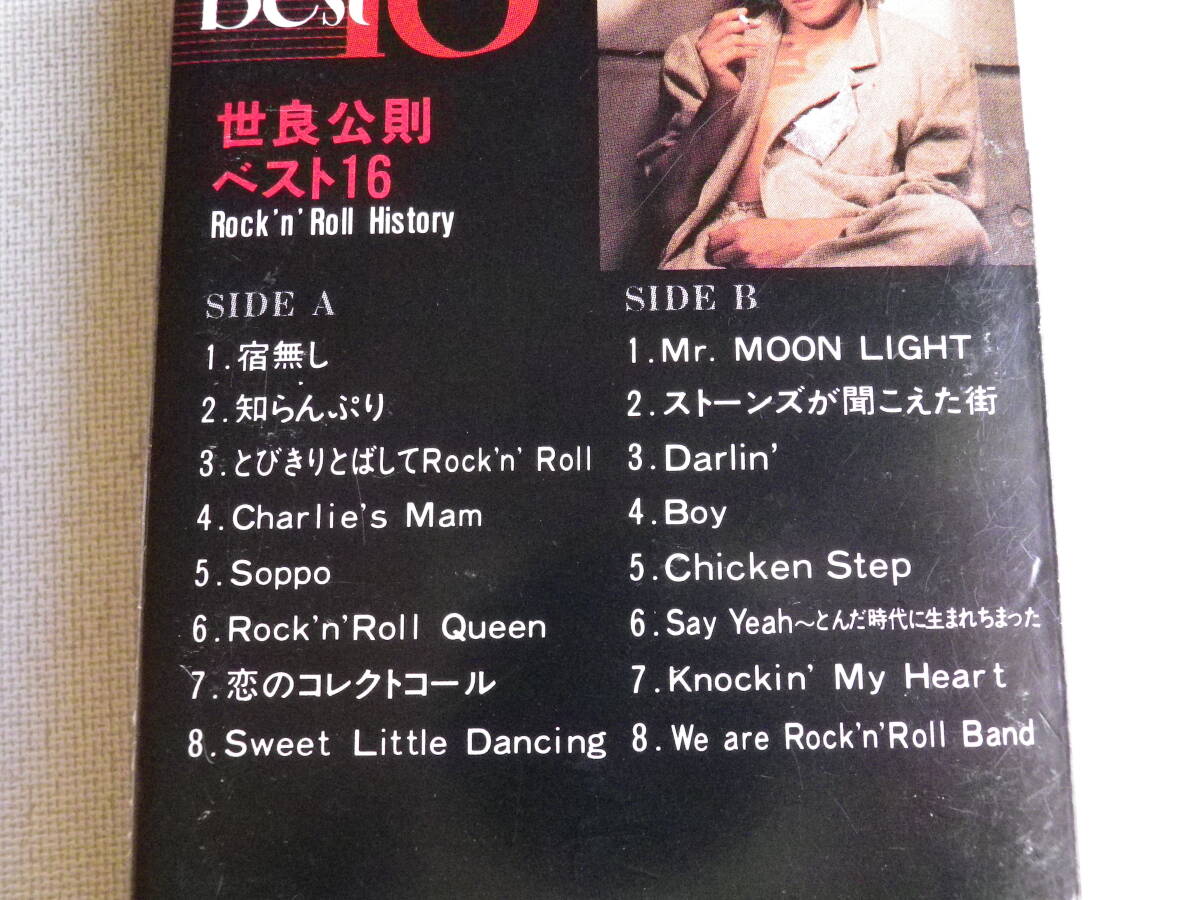 Best 16
世良公則
ベスト16
Rock'n' Roll History
SIDE A
1.宿無し
2.知らんぷり
3.とびきりとばしてRock'n' Roll
4.Charlie's Mam
5.Soppo
6.Rock'n'Roll Queen
7.恋のコレクトコール
8.Sweet Little Dancing
SIDE B
1.Mr. MOON LIGHT
2.ストーンズが聞こえた街
3.Darlin'
4.Boy
5.Chicken Step
6.Say Yeah～とんだ時代に生まれちまった
7.Knockin' My Heart
8.We are Rock'n'Roll Band